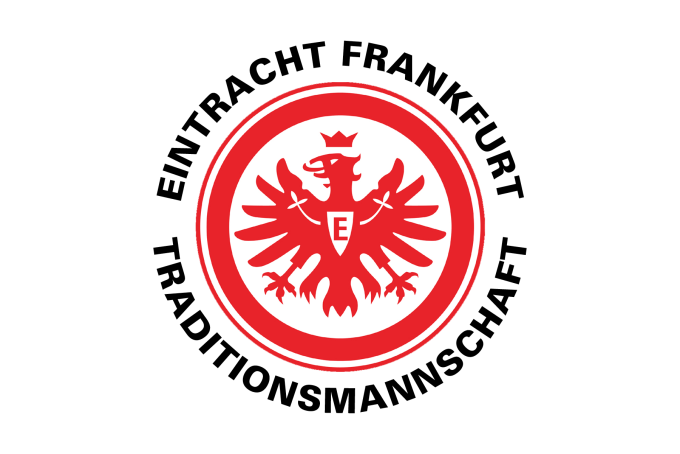 EINTRACHT FRANKFURT
E
TRADITIONSMANNSCHAFT